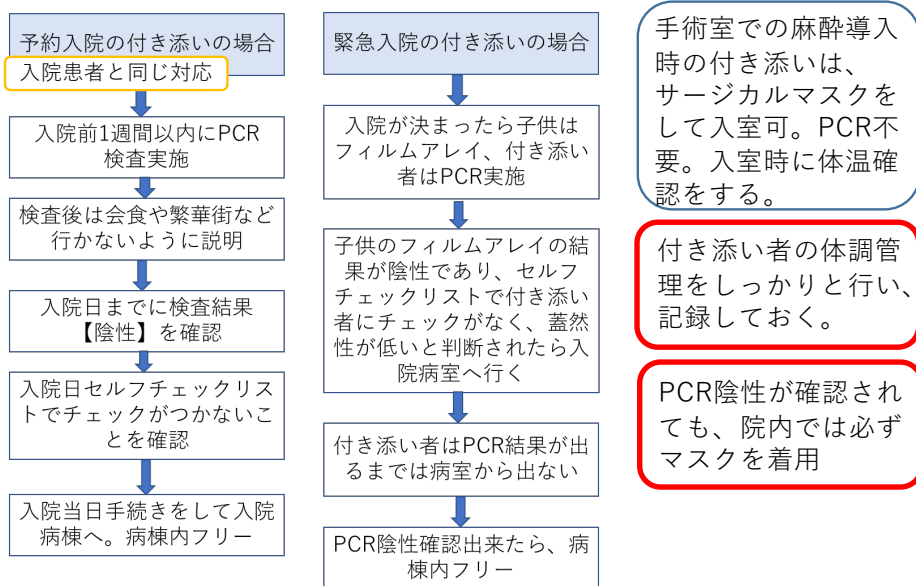 予約入院の付き添いの場合
入院患者と同じ対応
入院前1週間以内にPCR
検査実施
検査後は会食や繁華街など
行かないように説明
入院日までに検査結果
【陰性】を確認
入院日セルフチェックリス
トでチェックがつかないこ
とを確認
入院当日手続きをして入院
病棟へ。病棟内フリー
緊急入院の付き添いの場合
入院が決まったら子供は
フィルムアレイ、付き添い
者はPCR実施
子供のフィルムアレイの結
果が陰性であり、セルフ
チェックリストで付き添い
者にチェックがなく、蓋然
性が低いと判断されたら入
院病室へ行く
付き添い者はPCR結果が出
るまでは病室から出ない
PCR陰性確認出来たら、病
棟内フリー
手術室での麻酔導入
時の付き添いは、
サージカルマスクを
して入室可。PCR不
要。入室時に体温確
認をする。
付き添い者の体調管
理をしっかりと行い、
記録しておく。
PCR陰性が確認され
ても、院内では必ず
マスクを着用